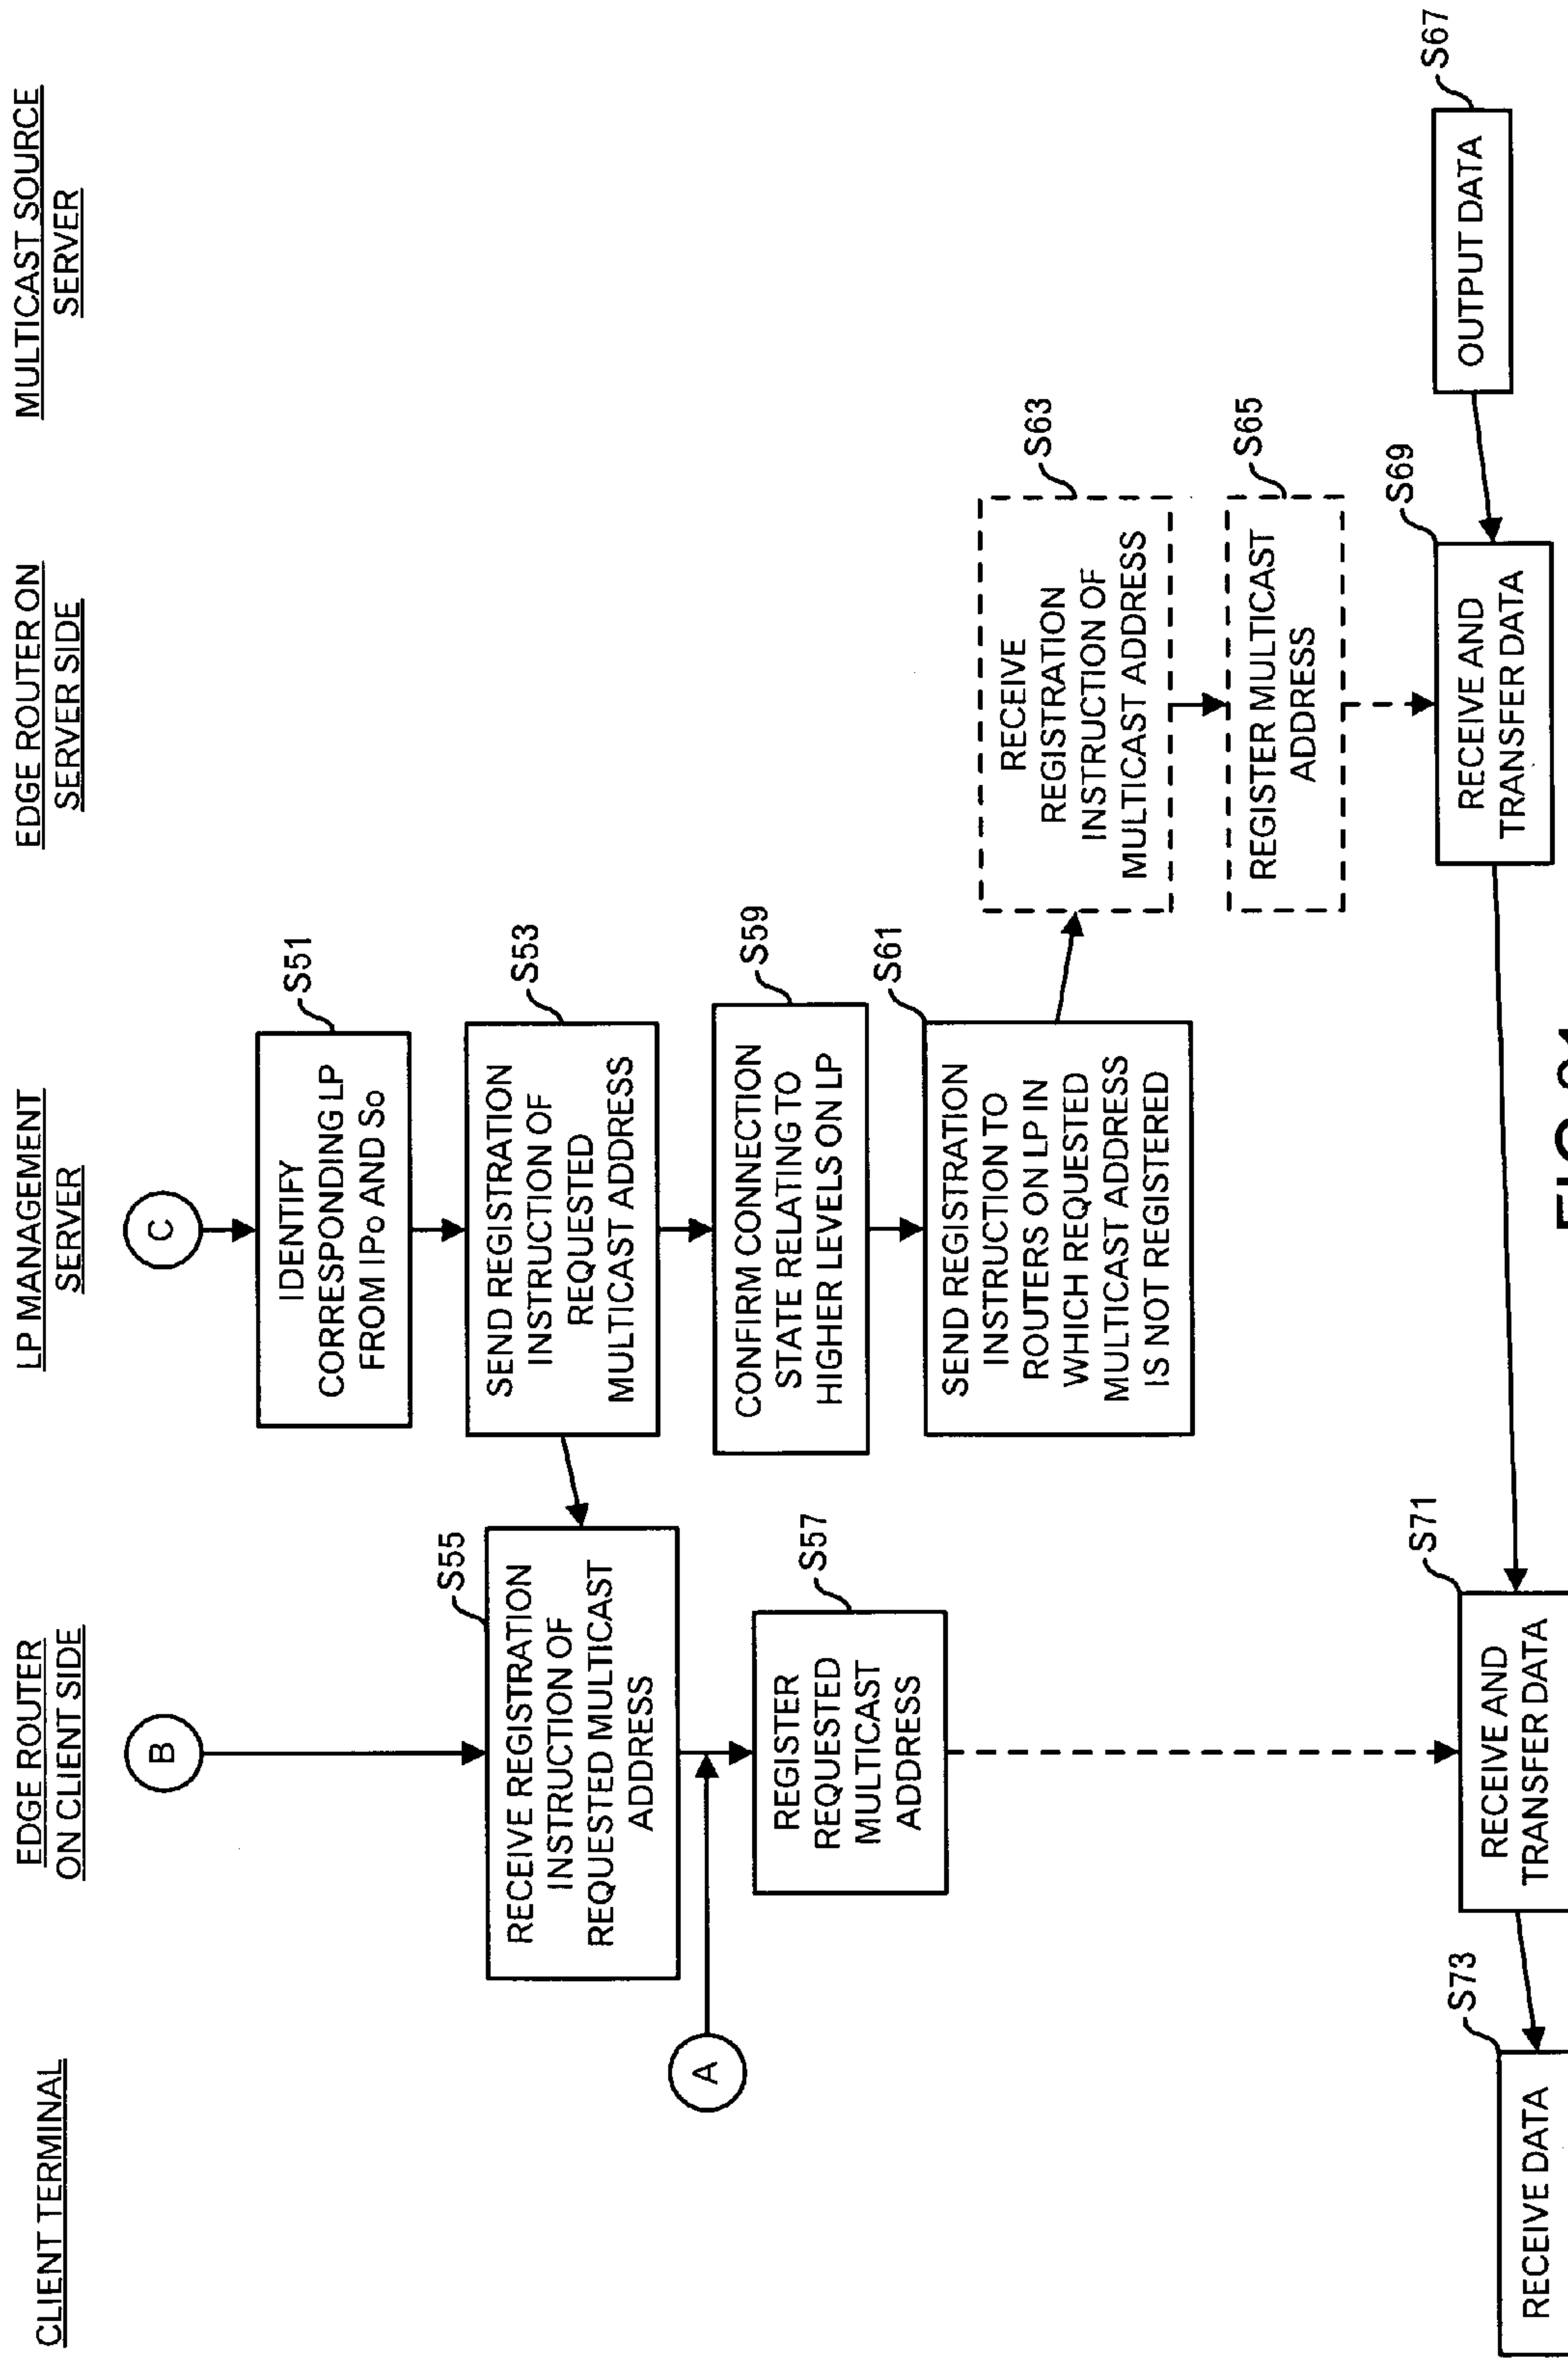 CLIENT TERMINAL
EDGE ROUTER
ON CLIENT SIDE
LP MANAGEMENT
SERVER
EDGE ROUTER ON
SERVER SIDE
MULTICAST SOURCE
SERVER
B
C
S51
IDENTIFY
CORRESPONDING LP
FROM IPo AND So
S53
SEND REGISTRATION
INSTRUCTION OF
REQUESTED
MULTICAST ADDRESS
S55
RECEIVE REGISTRATION
INSTRUCTION OF
REQUESTED MULTICAST
ADDRESS
A
S57
REGISTER
REQUESTED
MULTICAST
ADDRESS
S59
CONFIRM CONNECTION
STATE RELATING TO
HIGHER LEVELS ON LP
S61
SEND REGISTRATION
INSTRUCTION TO
ROUTERS ON LP IN
WHICH REQUESTED
MULTICAST ADDRESS
IS NOT REGISTERED
S63
RECEIVE
REGISTRATION
INSTRUCTION OF
MULTICAST ADDRESS
S65
REGISTER MULTICAST
ADDRESS
S67
OUTPUT DATA
S69
RECEIVE AND
TRANSFER DATA
S71
RECEIVE AND
TRANSFER DATA
S73
RECEIVE DATA